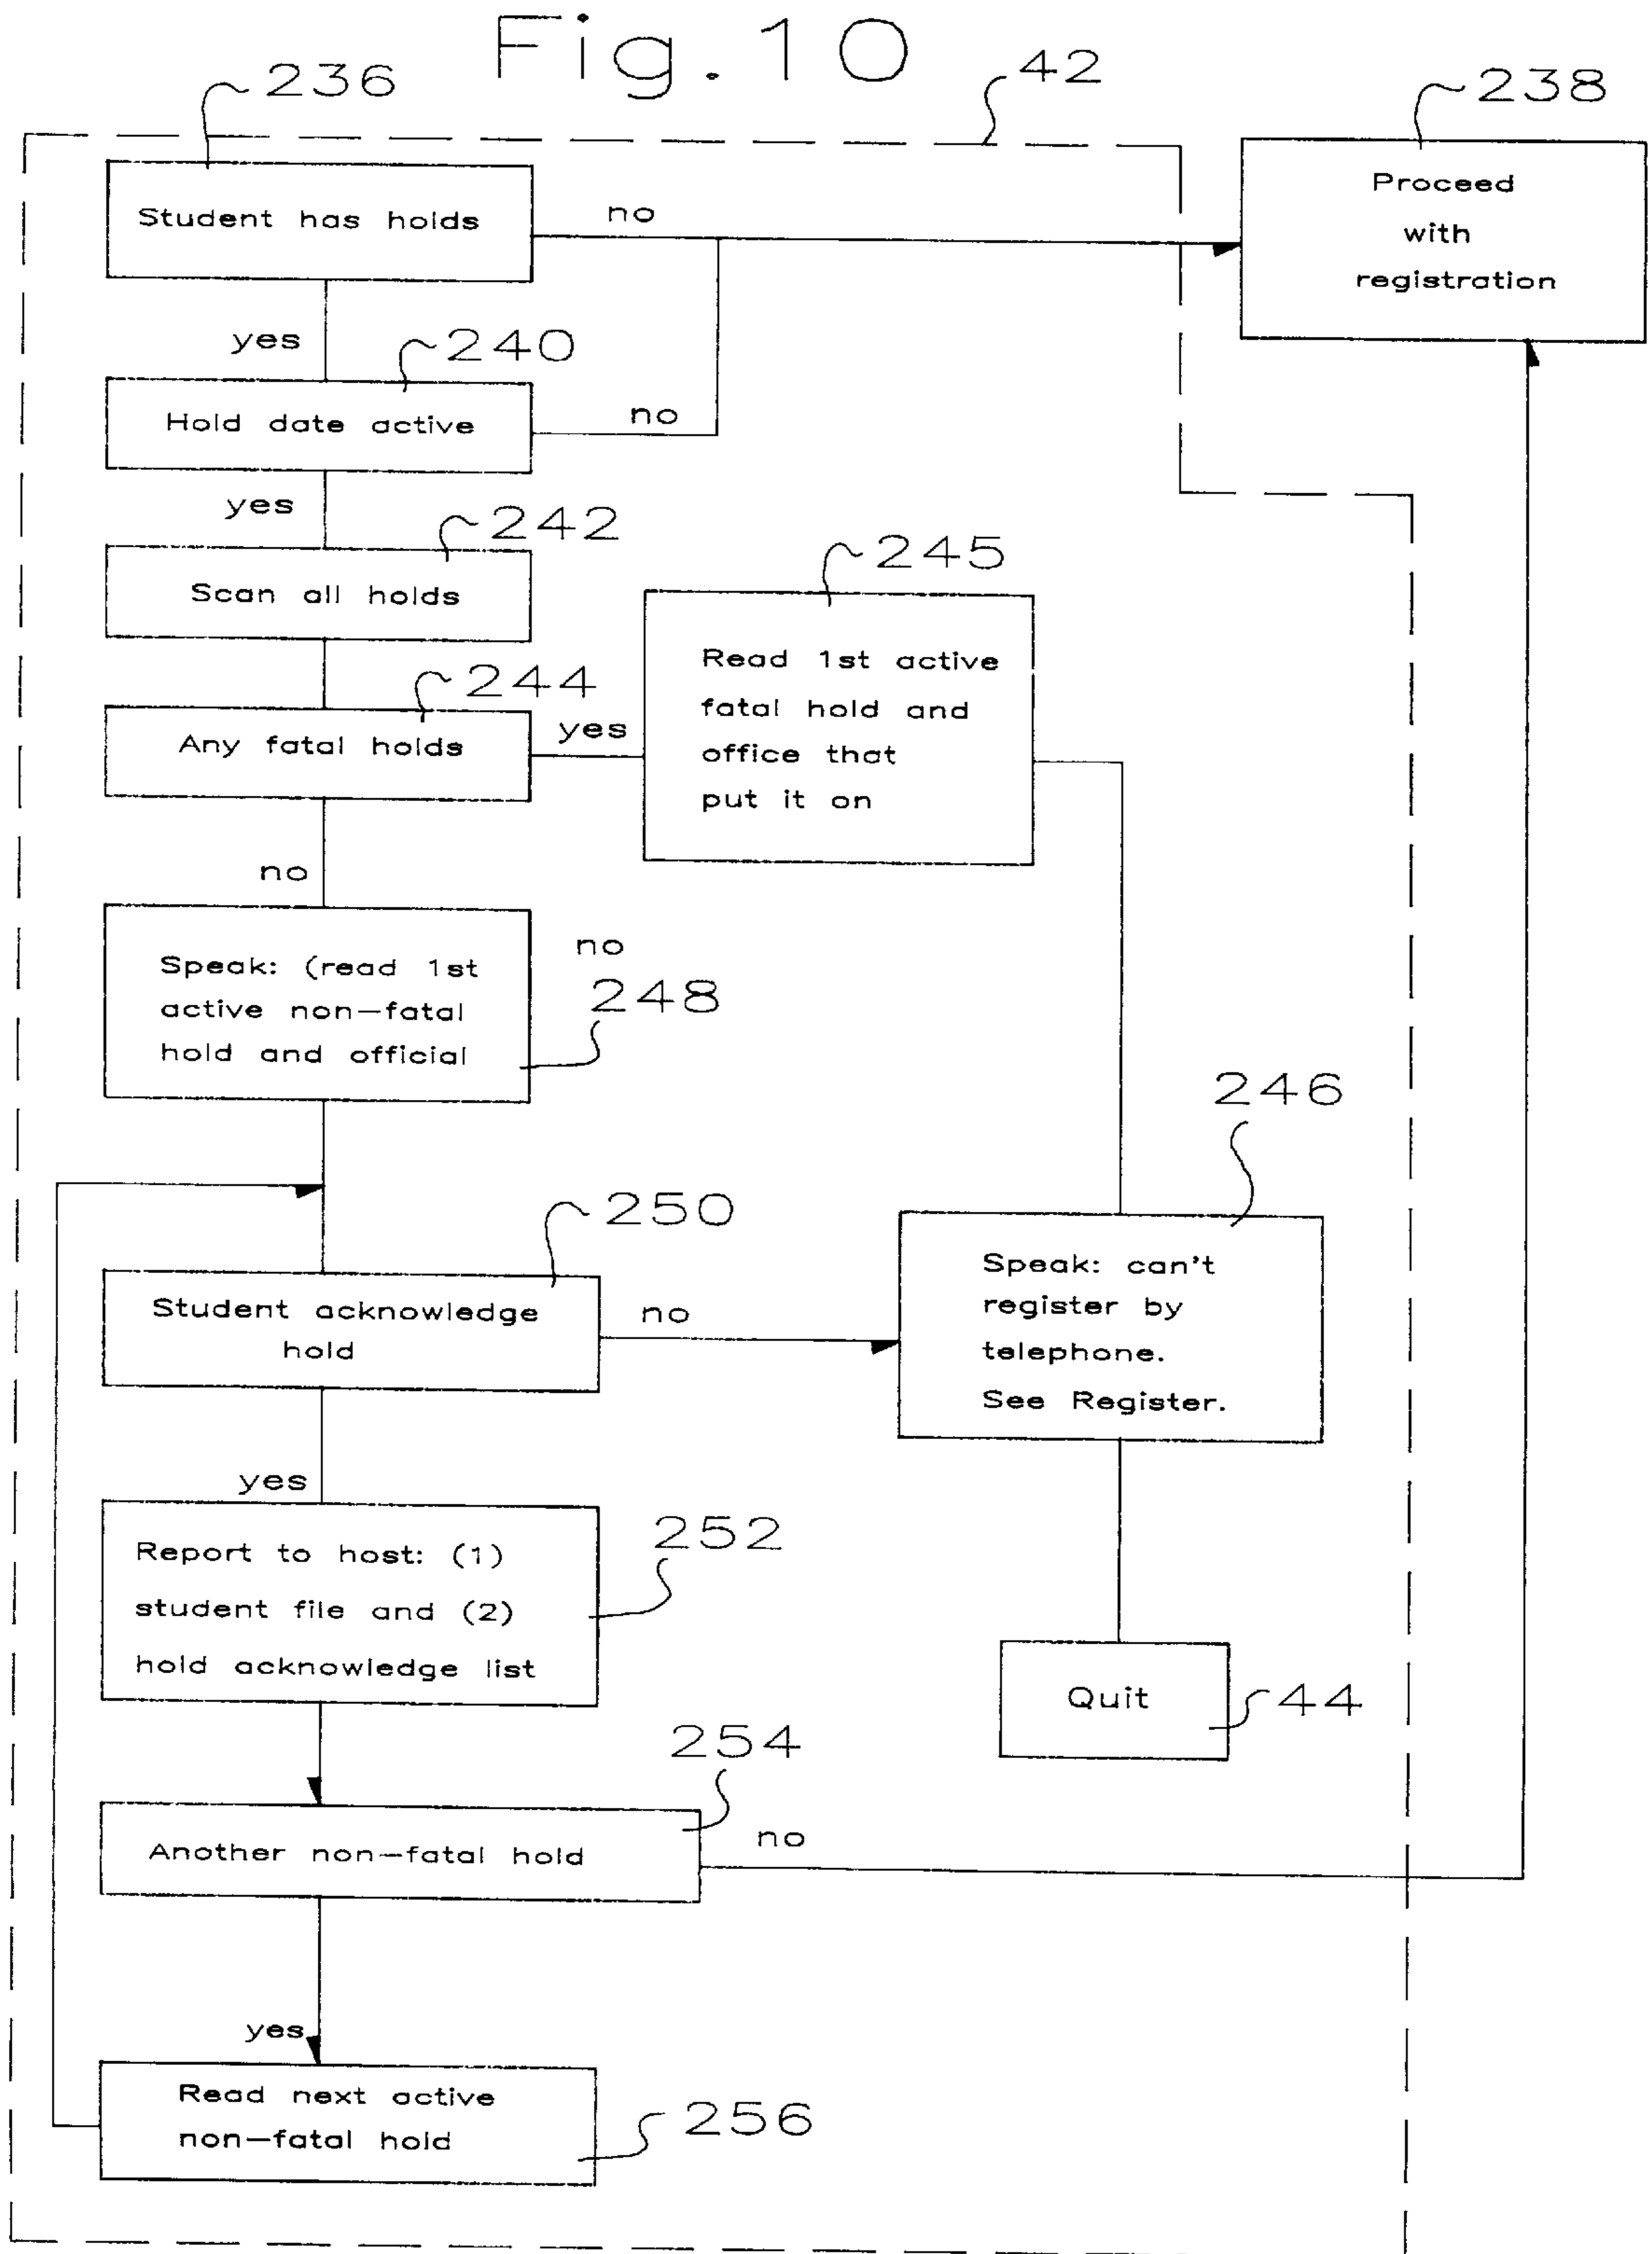 Fig. 10
42
236
238
Student has holds
no
Proceed
with
registration
yes
240
Hold date active
no
yes
242
Scan all holds
245
Read 1st active
fatal hold and
office that
put it on
244
Any fatal holds
yes
no
Speak: (read 1st
active non-fatal
hold and official
no
248
246
250
Student acknowledge
hold
no
Speak: can't
register by
telephone.
See Register.
yes
Report to host: (1)
student file and (2)
hold acknowledge list
252
Quit
44
254
Another non-fatal hold
no
yes
Read next active
non-fatal hold
256